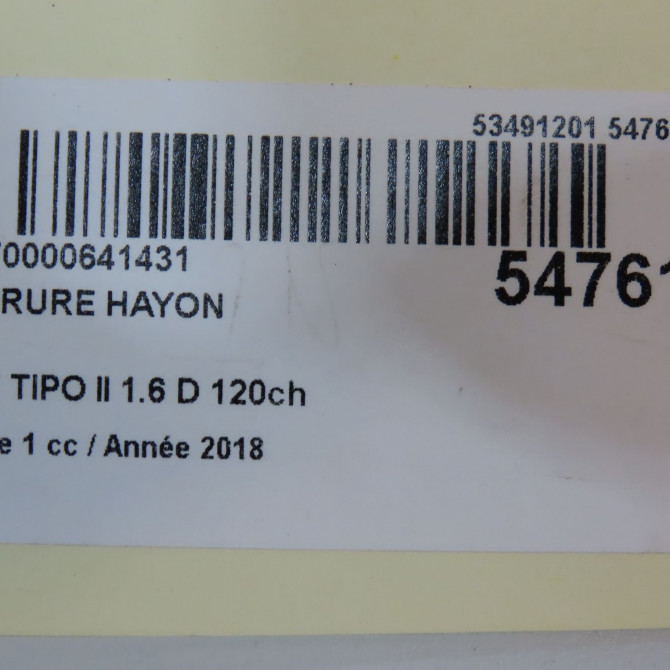 53491201 5476
70000641431
54761
RURE HAYON
TIPO II 1.6 D 120ch
e 1 cc / Année 2018